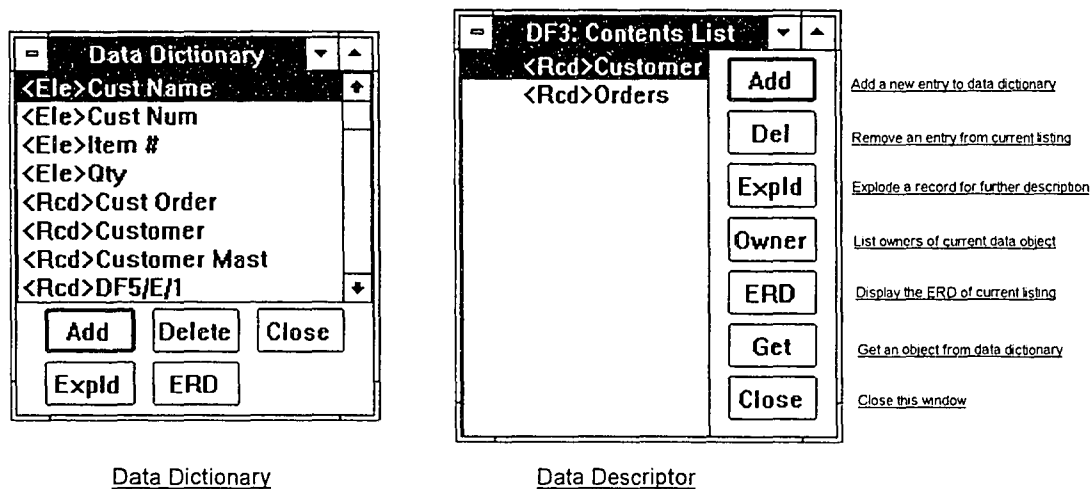 Data Dictionary
<Ele>Cust Name
<Ele>Cust Num
<Ele>Item #
<Ele>Qty
<Rcd>Cust Order
<Rcd>Customer
<Rcd>Customer Mast
<Rcd>DF5/E/1
Add Delete Close
Expld ERD
Data Dictionary
DF3: Contents List
<Rcd>Customer
<Rcd>Orders
Add Add a new entry to data dictionary
Del Remove an entry from current listing
Expld Explode a record for further description
Owner List owners of current data object
ERD Display the ERD of current listing
Get Get an object from data dictionary
Close Close this window
Data Descriptor